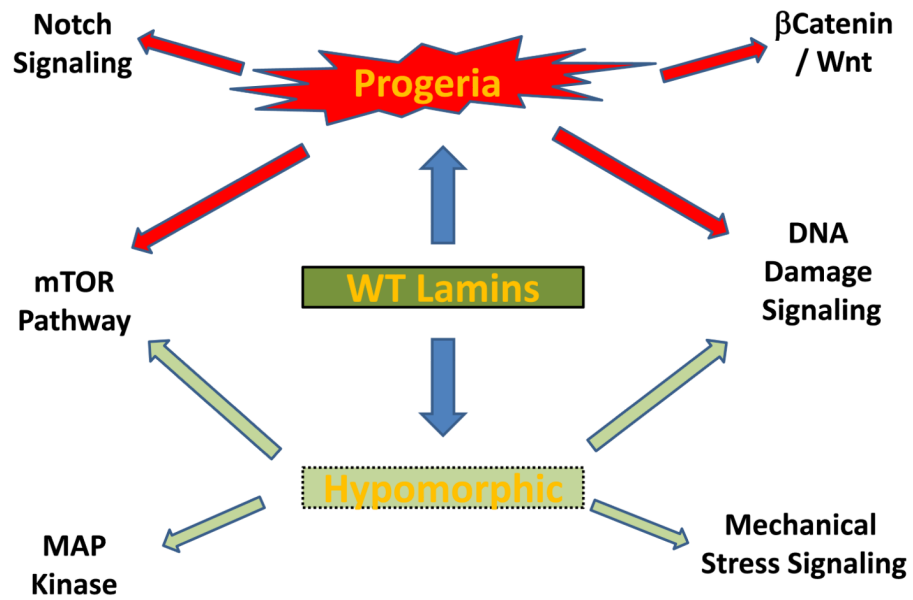 Notch
Signaling
Progeria
βCatenin
/ Wnt
mTOR
Pathway
WT Lamins
DNA
Damage
Signaling
Hypomorphic
MAP
Kinase
Mechanical
Stress Signaling